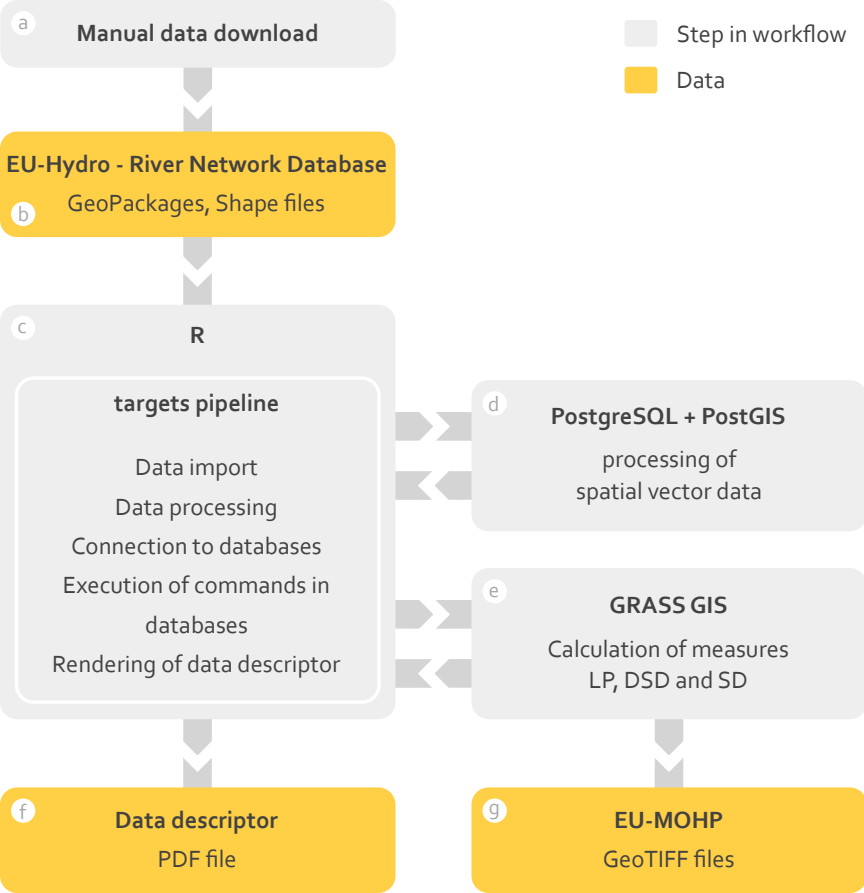 a
Manual data download
Step in workflow
Data
EU-Hydro - River Network Database
GeoPackages, Shape files
b
c
R
targets pipeline
Data import
Data processing
Connection to databases
Execution of commands in
databases
Rendering of data descriptor
d
PostgreSQL + PostGIS
processing of
spatial vector data
e
GRASS GIS
Calculation of measures
LP, DSD and SD
f
Data descriptor
PDF file
g
EU-MOHP
GeoTIFF files